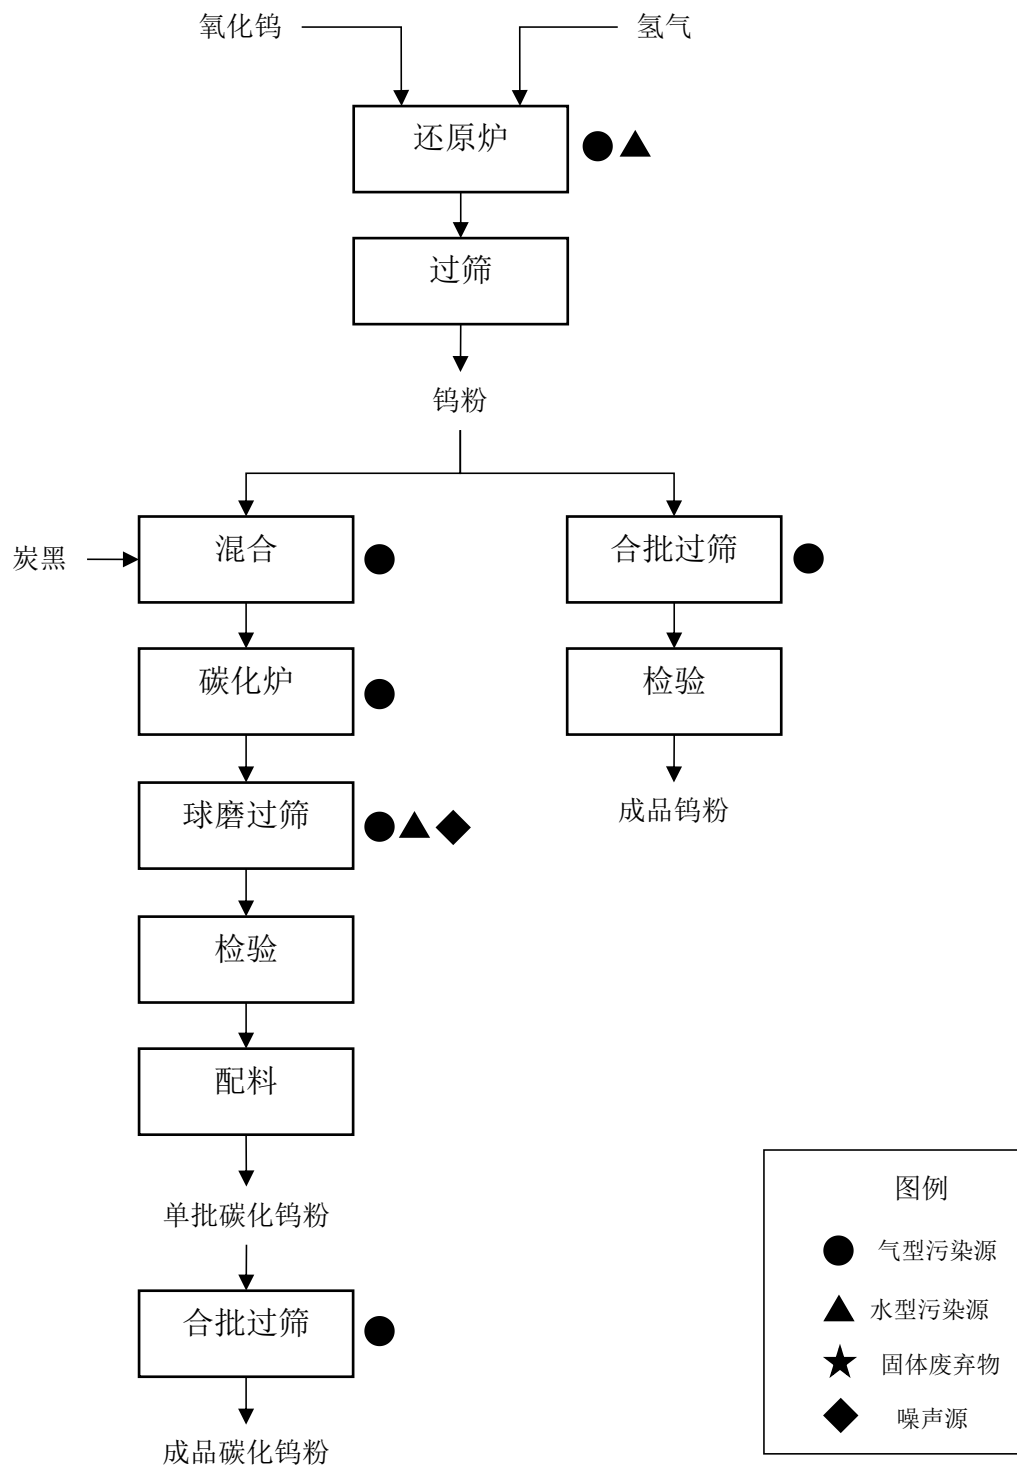 氧化钨
氢气
还原炉
过筛
钨粉
炭黑
混合
合批过筛
碳化炉
检验
球磨过筛
成品钨粉
检验
配料
单批碳化钨粉
合批过筛
成品碳化钨粉
图例
气型污染源
水型污染源
固体废弃物
噪声源